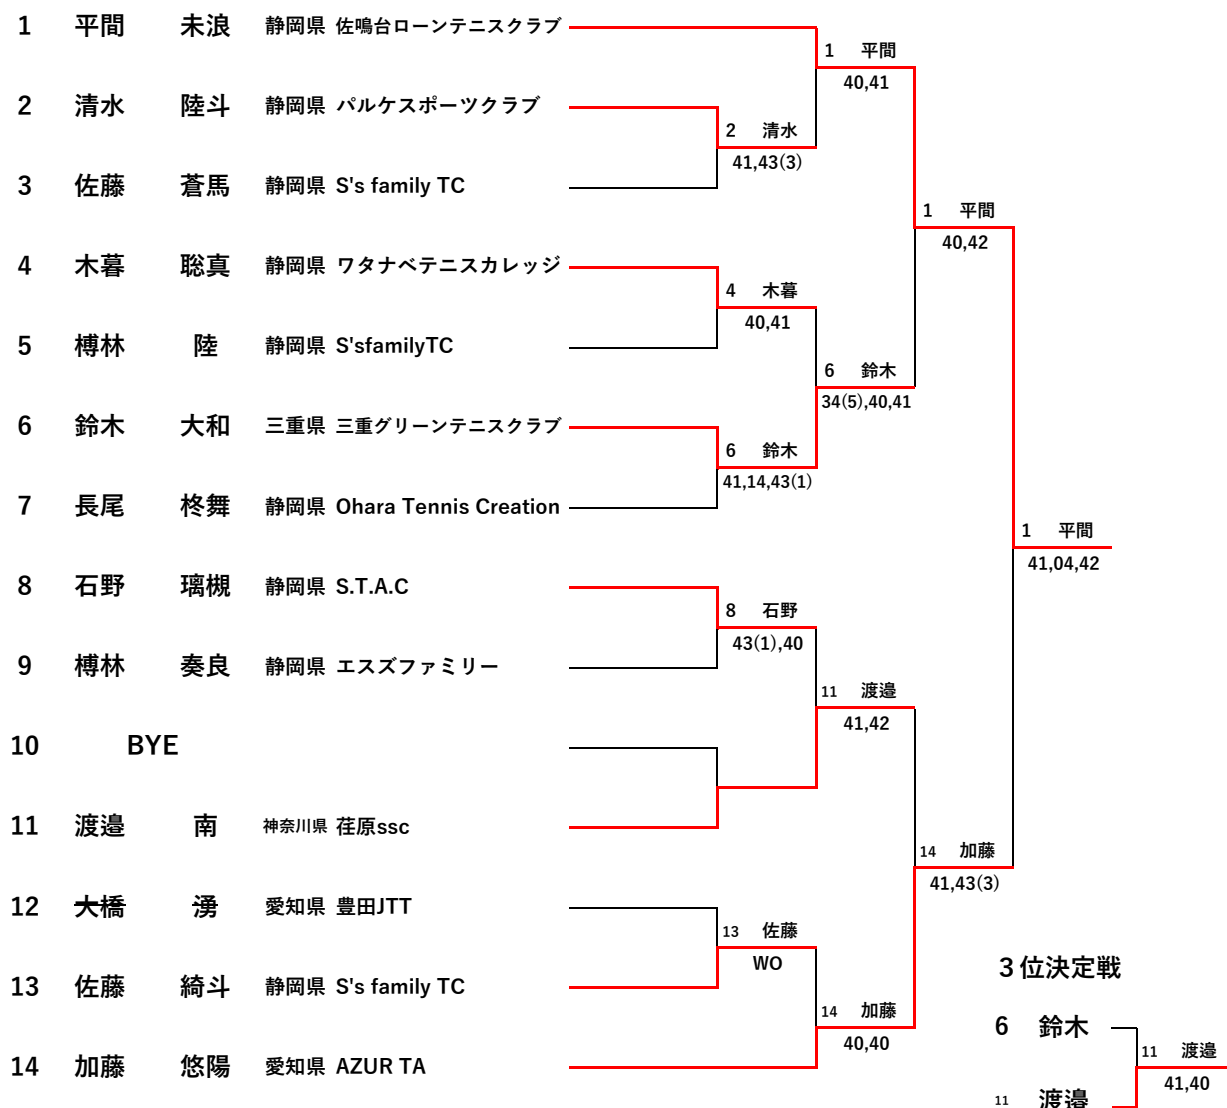 1 平間 未浪 静岡県 佐鳴台ローンテニスクラブ
1 平間
40,41
2 清水 陸斗 静岡県 パルケスポーツクラブ
2 清水
41,43(3)
3 佐藤 蒼馬 静岡県 S's family TC
1 平間
40,42
4 木暮 聡真 静岡県 ワタナベテニスカレッジ
4 木暮
40,41
5 榑林 陸 静岡県 S'sfamilyTC
6 鈴木
34(5),40,41
6 鈴木 大和 三重県 三重グリーンテニスクラブ
6 鈴木
41,14,43(1)
7 長尾 柊舞 静岡県 Ohara Tennis Creation
1 平間
41,04,42
8 石野 璃槻 静岡県 S.T.A.C
8 石野
43(1),40
9 榑林 奏良 静岡県 エスズファミリー
11 渡邉
41,42
10 BYE
11 渡邉 南 神奈川県 荏原ssc
14 加藤
41,43(3)
12 大橋 湧 愛知県 豊田JTT
13 佐藤
WO
13 佐藤 綺斗 静岡県 S's family TC
14 加藤
40,40
14 加藤 悠陽 愛知県 AZUR TA
３位決定戦
6 鈴木
11 渡邉
41,40
11 渡邉